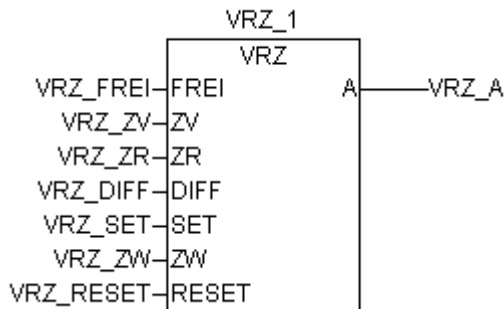 VRZ_1
VRZ
VRZ_FREI FREI A VRZ_A
VRZ_ZV ZV
VRZ_ZR ZR
VRZ_DIFF DIFF
VRZ_SET SET
VRZ_ZW ZW
VRZ_RESET RESET